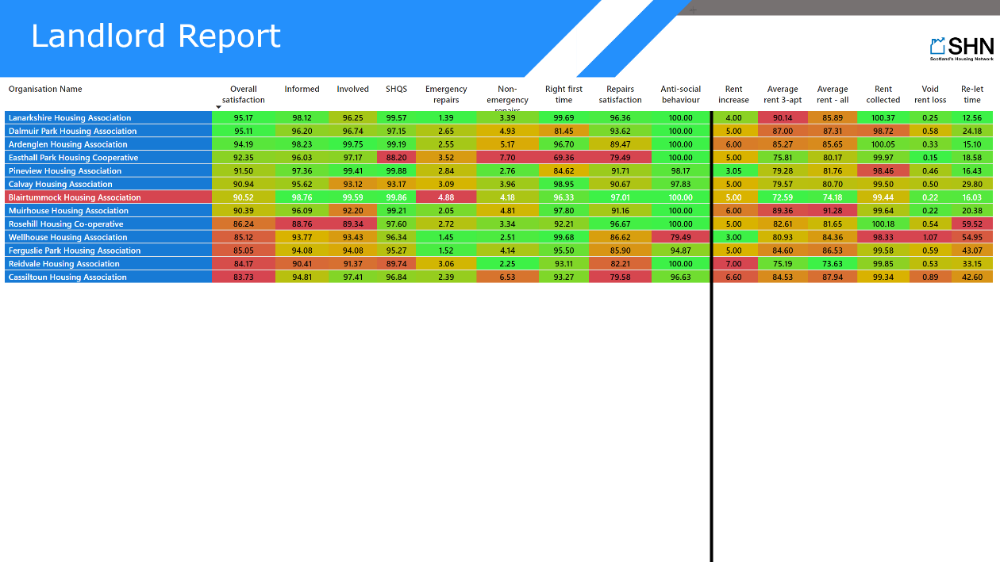 Landlord Report
SHN
Scotland's Housing Network
Organisation Name Overall satisfaction Informed Involved SHQS Emergency repairs Non-emergency repairs Right first time Repairs satisfaction Anti-social behaviour Rent increase Average rent 3-apt Average rent - all Rent collected Void rent loss Re-let time
Lanarkshire Housing Association 95.17 98.12 96.25 99.57 1.39 3.39 99.69 96.36 100.00 4.00 90.14 85.89 100.37 0.25 12.56
Dalmuir Park Housing Association 95.11 96.20 96.74 97.15 2.65 4.93 81.45 93.62 100.00 5.00 87.00 87.31 98.72 0.58 24.18
Ardenglen Housing Association 94.19 98.23 99.75 99.19 2.55 5.17 96.70 89.47 100.00 6.00 85.27 85.65 100.05 0.33 15.10
Easthall Park Housing Cooperative 92.35 96.03 97.17 88.20 3.52 7.70 69.36 79.49 100.00 5.00 75.81 80.17 99.97 0.15 18.58
Pineview Housing Association 91.50 97.36 99.41 99.88 2.84 2.76 84.62 91.71 98.17 3.05 79.28 81.76 98.46 0.46 16.43
Calvay Housing Association 90.94 95.62 93.12 93.17 3.09 3.96 98.95 90.67 97.83 5.00 79.57 80.70 99.50 0.50 29.80
Blairtummock Housing Association 90.52 98.76 99.59 99.86 4.88 4.18 96.33 97.01 100.00 5.00 72.59 74.18 99.44 0.22 16.03
Muirhouse Housing Association 90.39 96.09 92.20 99.21 2.05 4.81 97.80 91.16 100.00 6.00 89.36 91.28 99.64 0.22 20.38
Rosehill Housing Co-operative 86.24 88.76 89.34 97.60 2.72 3.34 92.21 96.67 100.00 5.00 82.61 81.65 100.18 0.54 59.52
Wellhouse Housing Association 85.12 93.77 93.43 96.34 1.45 2.51 99.68 86.62 79.49 3.00 80.93 84.36 98.33 1.07 54.95
Ferguslie Park Housing Association 85.05 94.08 94.08 95.27 1.52 4.14 95.50 85.90 94.87 5.00 84.60 86.53 99.58 0.59 43.07
Reidvale Housing Association 84.17 90.41 91.37 89.74 3.06 2.25 93.11 82.21 100.00 7.00 75.19 73.63 99.85 0.53 33.15
Cassiltoun Housing Association 83.73 94.81 97.41 96.84 2.39 6.53 93.27 79.58 96.63 6.60 84.53 87.94 99.34 0.89 42.60